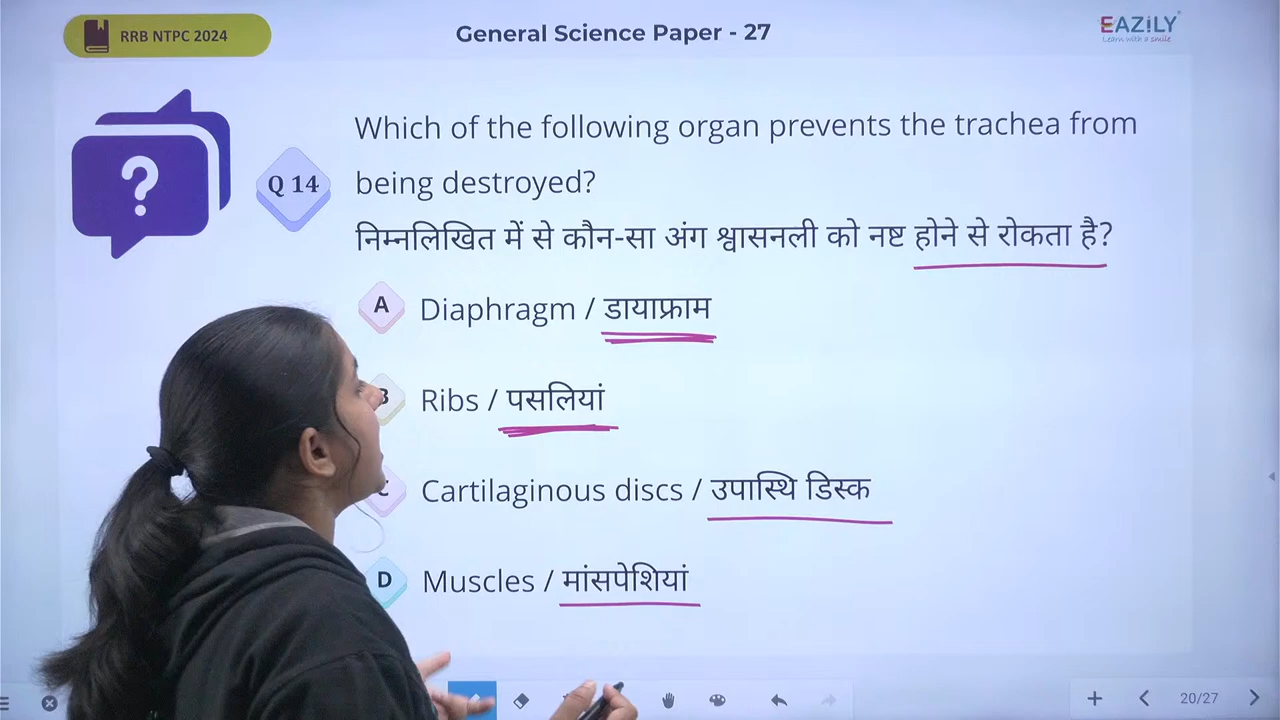 RRB NTPC 2024
General Science Paper - 27
EAZILY
Learn with a smile
Which of the following organ prevents the trachea from
Q 14
being destroyed?
निम्नलिखित में से कौन-सा अंग श्वासनली को नष्ट होने से रोकता है?
A Diaphragm / डायाफ्राम
B Ribs / पसलियां
C Cartilaginous discs / उपास्थि डिस्क
D Muscles / मांसपेशियां
20/27